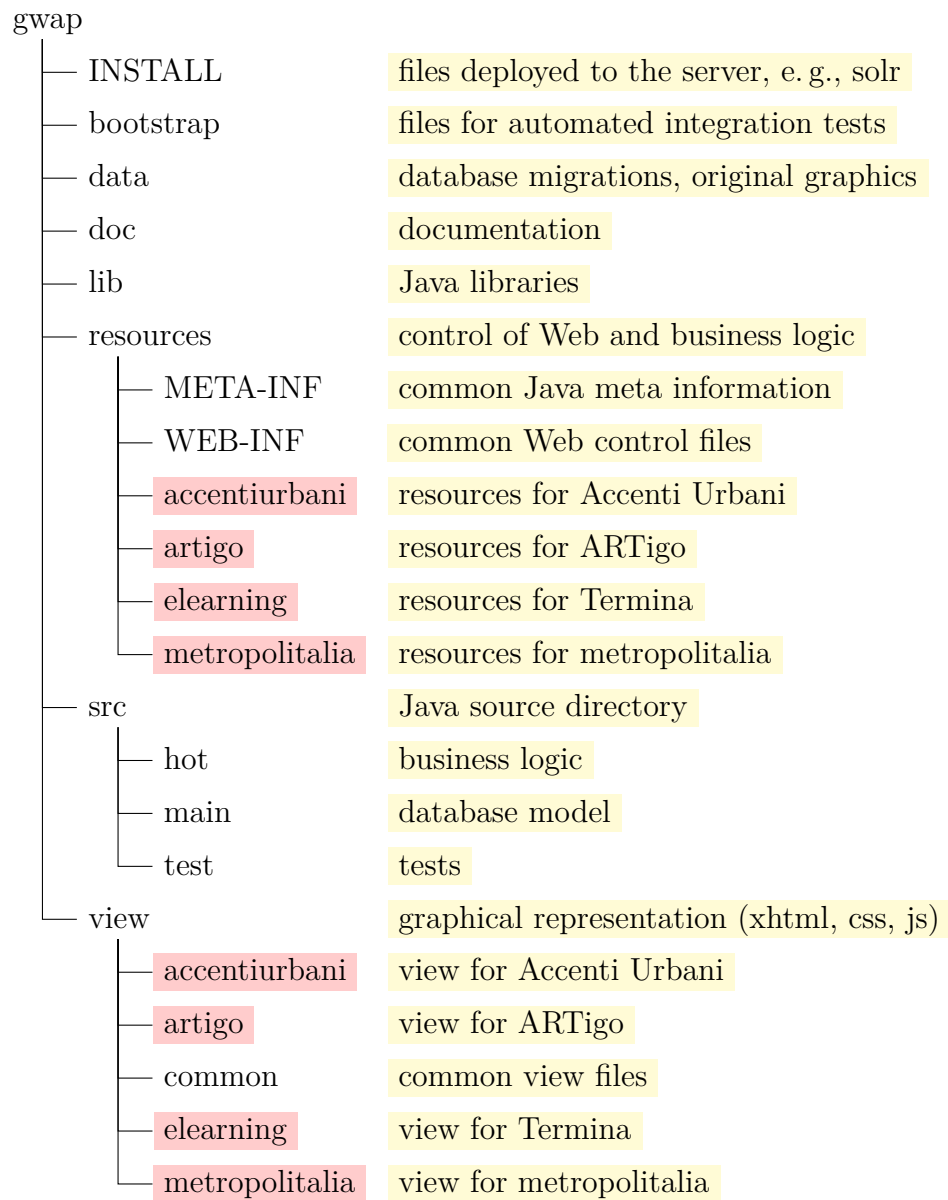 gwap
INSTALL files deployed to the server, e. g., solr
bootstrap files for automated integration tests
data database migrations, original graphics
doc documentation
lib Java libraries
resources control of Web and business logic
META-INF common Java meta information
WEB-INF common Web control files
accentiurbani resources for Accenti Urbani
artigo resources for ARTigo
elearning resources for Termina
metropolitalia resources for metropolitalia
src Java source directory
hot business logic
main database model
test tests
view graphical representation (xhtml, css, js)
accentiurbani view for Accenti Urbani
artigo view for ARTigo
common common view files
elearning view for Termina
metropolitalia view for metropolitalia